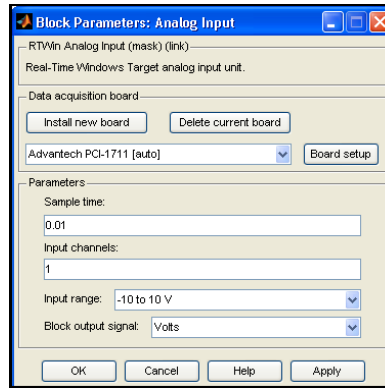 Block Parameters: Analog Input
RTWin Analog Input (mask) (link)
Real-Time Windows Target analog input unit.
Data acquisition board
Install new board Delete current board
Advantech PCI-1711 [auto] Board setup
Parameters
Sample time:
0.01
Input channels:
1
Input range: -10 to 10 V
Block output signal: Volts
OK Cancel Help Apply